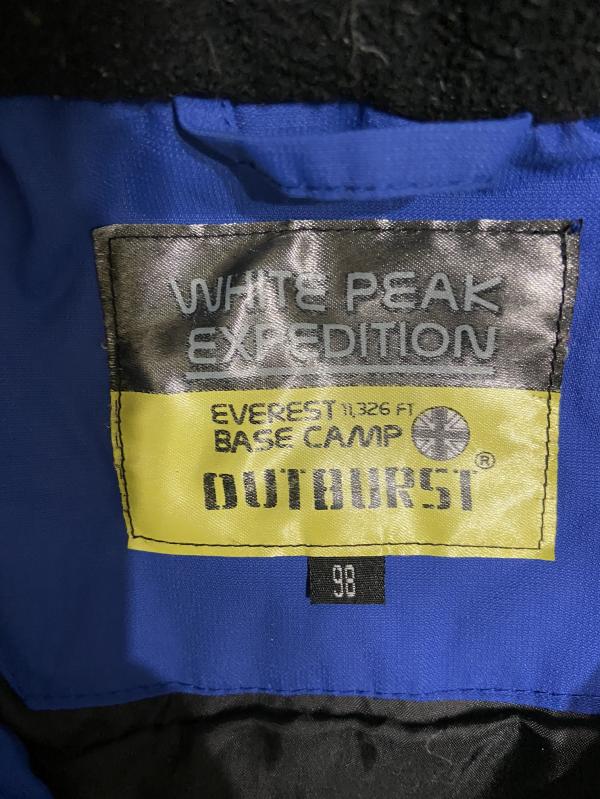 WHITE PEAK
EXPEDITION
EVEREST 11,326 FT
BASE CAMP
OUTBURST ®
98